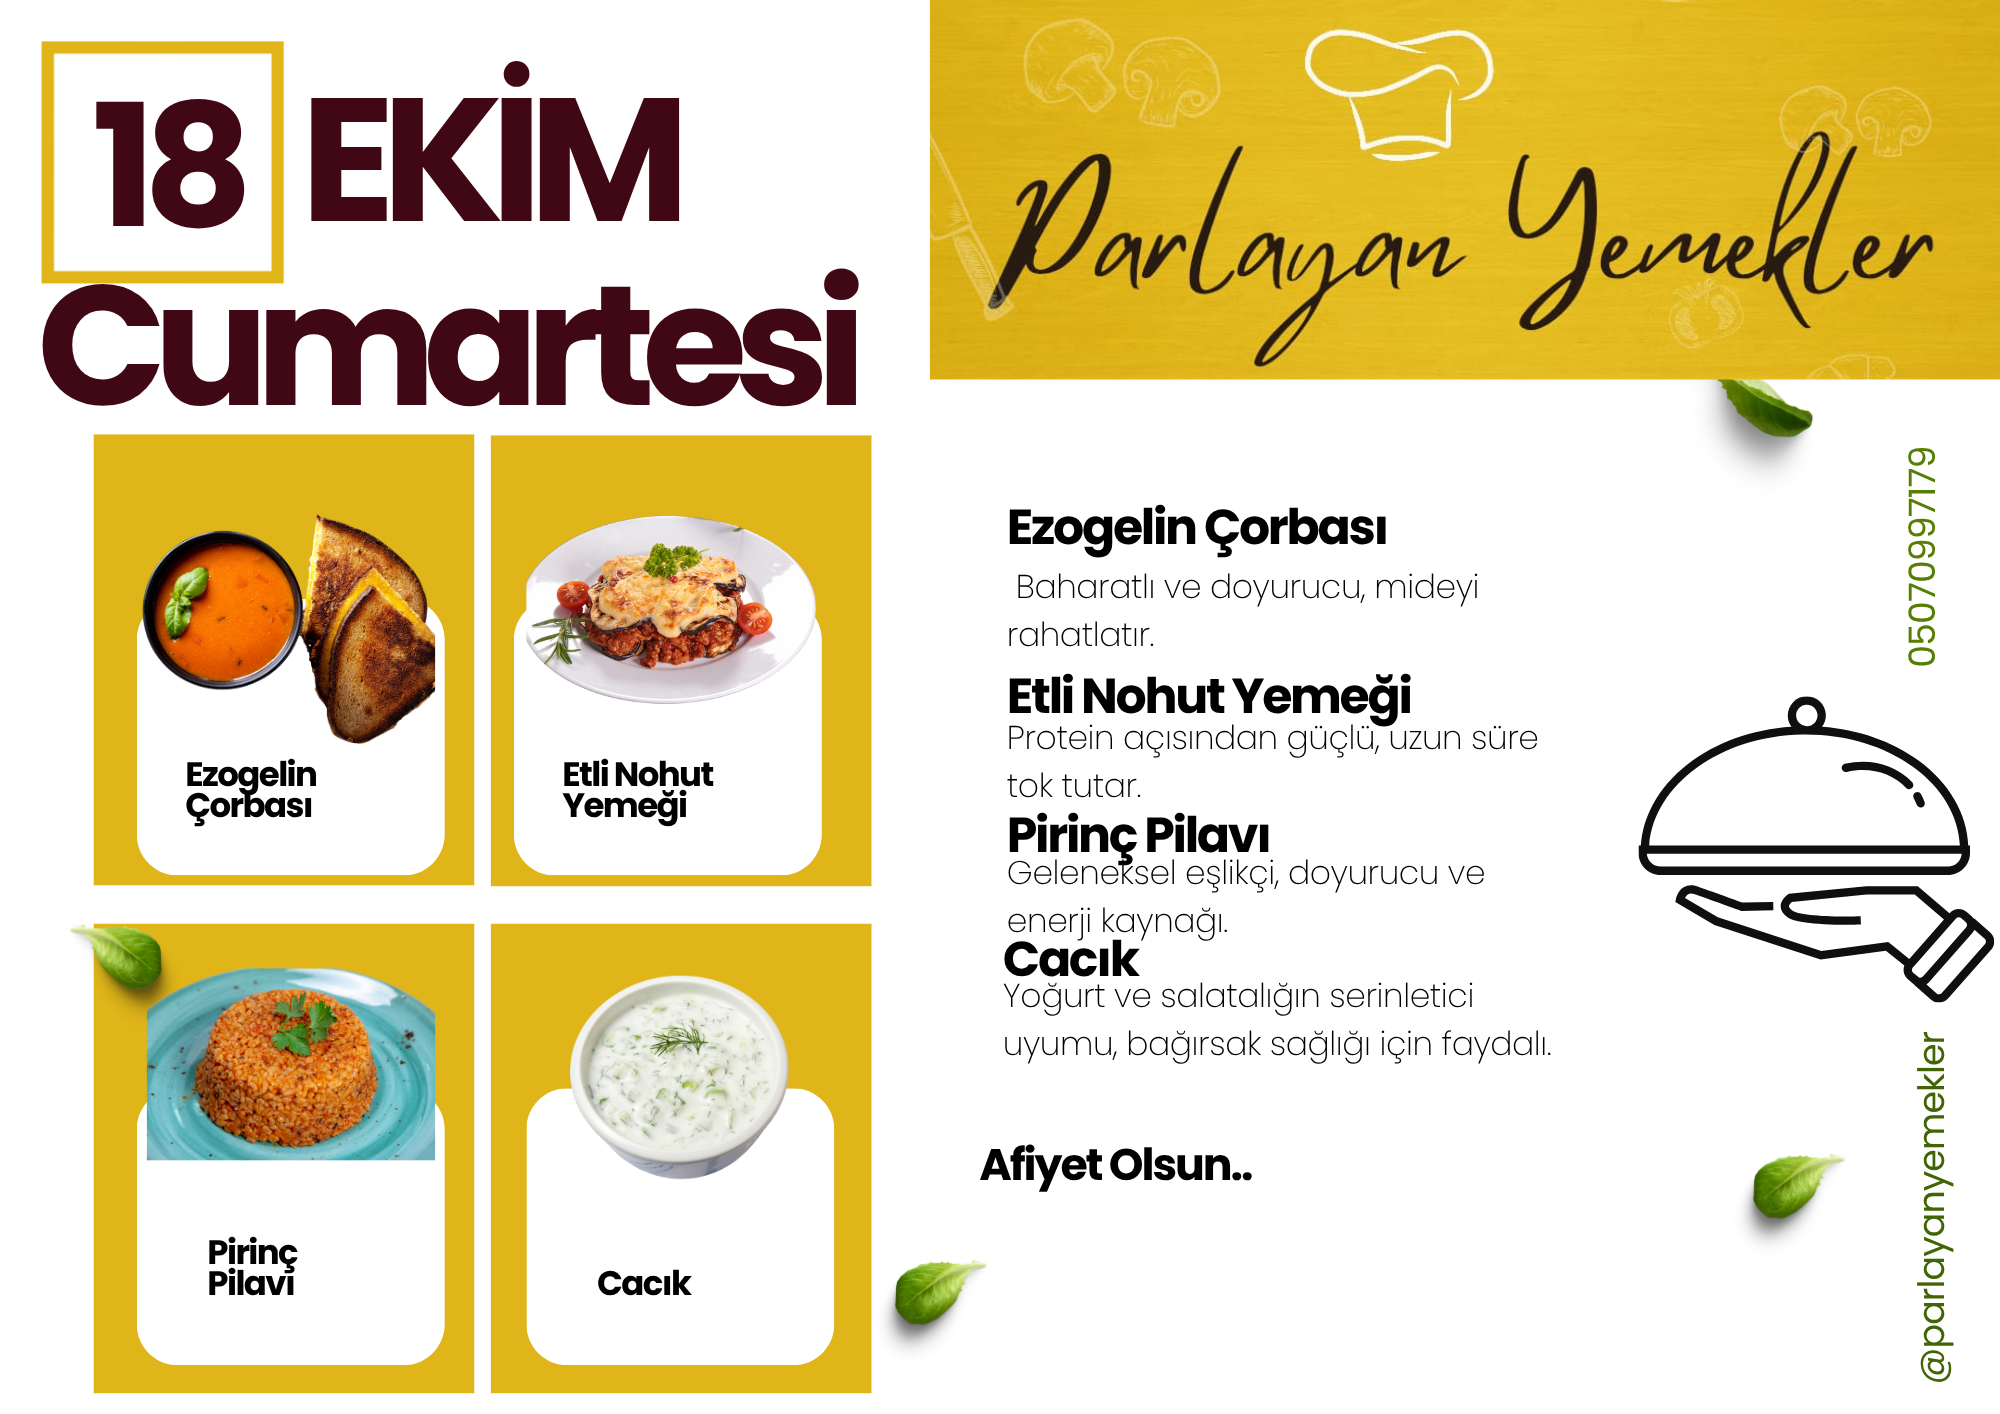 18 EKİM
Cumartesi
Parlayan Yemekler
Ezogelin
Çorbası
Etli Nohut
Yemeği
Pirinç
Pilavı
Cacık
Ezogelin Çorbası
Baharatlı ve doyurucu, mideyi
rahatlatır.
Etli Nohut Yemeği
Protein açısından güçlü, uzun süre
tok tutar.
Pirinç Pilavı
Geleneksel eşlikçi, doyurucu ve
enerji kaynağı.
Cacık
Yoğurt ve salatalığın serinletici
uyumu, bağırsak sağlığı için faydalı.
Afiyet Olsun..
05070997179
@parlayanyemekler